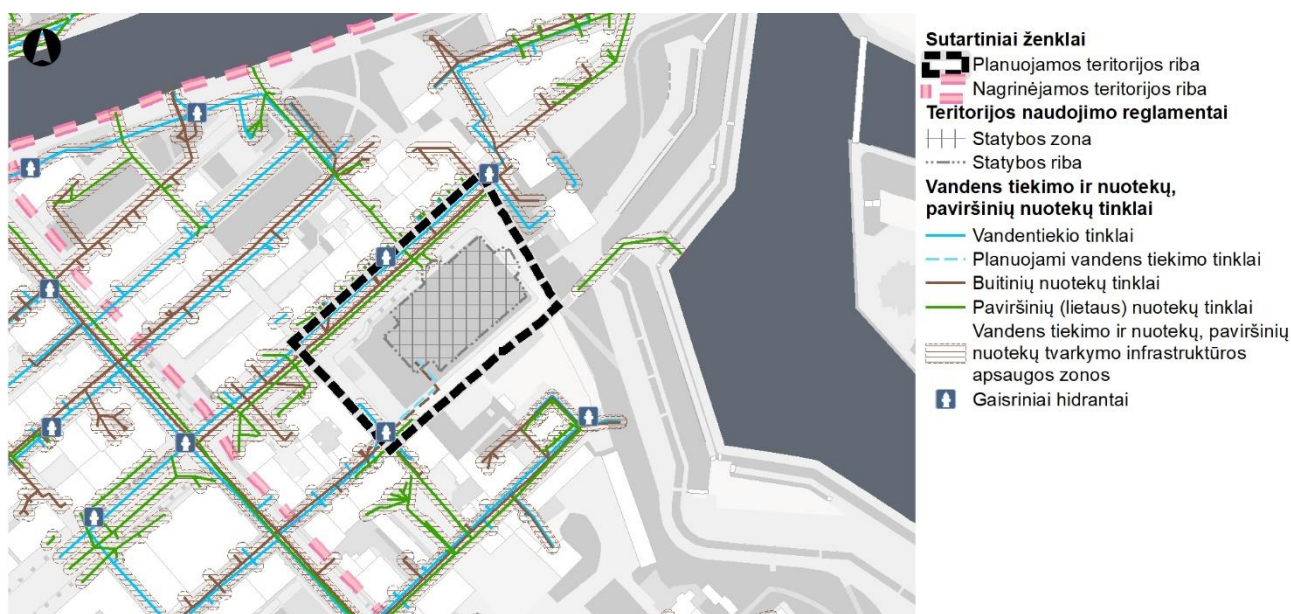 Sutartiniai ženklai
Planuojamos teritorijos riba
Nagrinėjamos teritorijos riba
Teritorijos naudojimo reglamentai
Statybos zona
Statybos riba
Vandens tiekimo ir nuotekų,
paviršinių nuotekų tinklai
Vandentiekio tinklai
Planuojami vandens tiekimo tinklai
Buitinių nuotekų tinklai
Paviršinių (lietaus) nuotekų tinklai
Vandens tiekimo ir nuotekų, paviršinių
nuotekų tvarkymo infrastruktūros
apsaugos zonos
Gaisriniai hidrantai